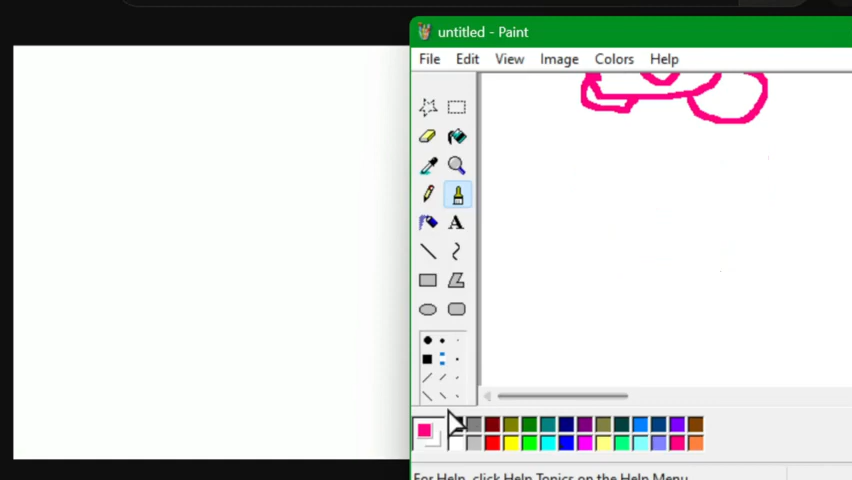 untitled - Paint
File Edit View Image Colors Help
A
For Help, click Help Topics on the Help Menu.